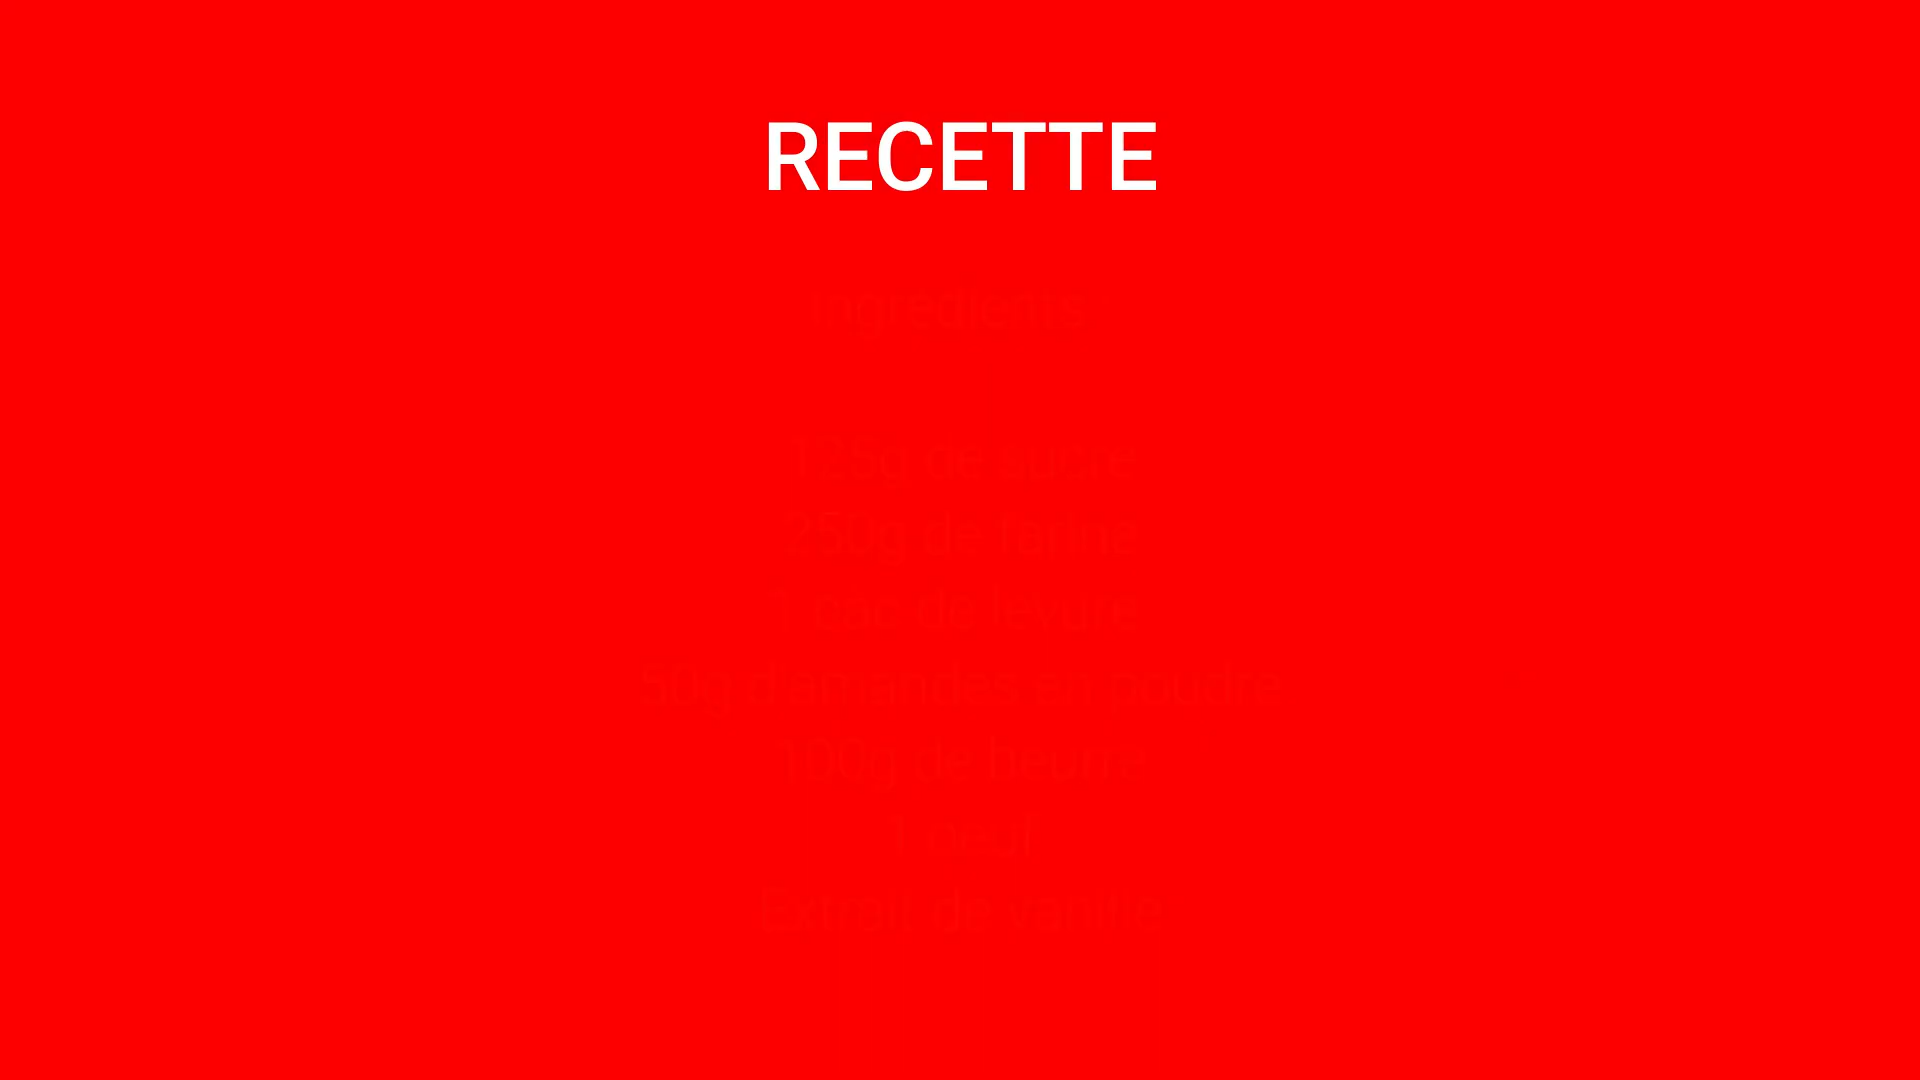 RECETTE
Ingrédients :
125g de sucre
250g de farine
1 pac de levure
50g d'amandes en poudre
100g de beurre
1 oeuf
Extrait de vanille